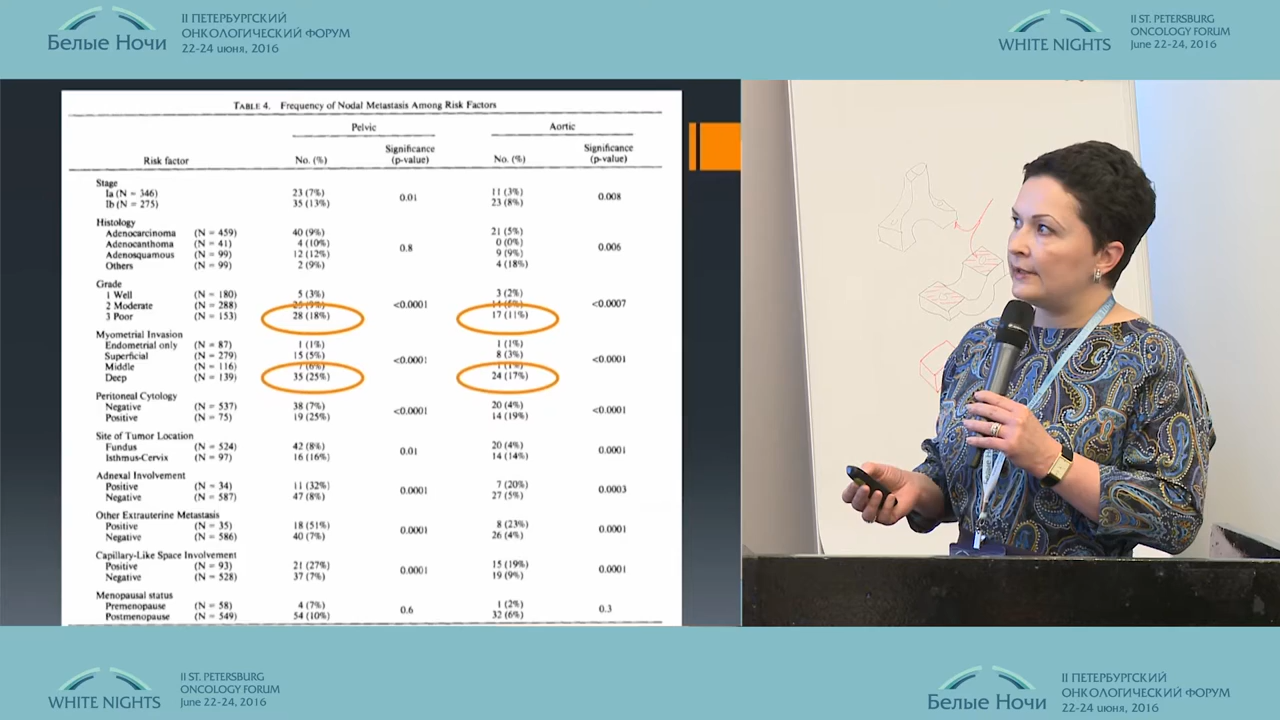 Белые Ночи
II ПЕТЕРБУРГСКИЙ
ОНКОЛОГИЧЕСКИЙ ФОРУМ
22-24 июня, 2016
WHITE NIGHTS
II ST. PETERSBURG
ONCOLOGY FORUM
June 22-24, 2016
TABLE 4. Frequency of Nodal Metastasis Among Risk Factors
Pelvic Aortic
Risk factor No. (%) Significance (p-value) No. (%) Significance (p-value)
Stage
Ia (N = 346) 23 (7%) 0.01 11 (3%) 0.008
Ib (N = 275) 35 (13%) 23 (8%)
Histology
Adenocarcinoma (N = 459) 40 (9%) 21 (5%)
Adenocanthoma (N = 41) 4 (10%) 0.8 0 (0%) 0.006
Adenosquamous (N = 99) 12 (12%) 9 (9%)
Others (N = 99) 2 (9%) 4 (18%)
Grade
1 Well (N = 180) 5 (3%) 3 (2%)
2 Moderate (N = 288) <0.0001 <0.0007
3 Poor (N = 153) 28 (18%) 17 (11%)
Myometrial Invasion
Endometrial only (N = 87) 1 (1%) 1 (1%)
Superficial (N = 279) 15 (5%) <0.0001 8 (3%) <0.0001
Middle (N = 116)
Deep (N = 139) 35 (25%) 24 (17%)
Peritoneal Cytology
Negative (N = 537) 38 (7%) <0.0001 20 (4%) <0.0001
Positive (N = 75) 19 (25%) 14 (19%)
Site of Tumor Location
Fundus (N = 524) 42 (8%) 0.01 20 (4%) 0.0001
Isthmus-Cervix (N = 97) 16 (16%) 14 (14%)
Adnexal Involvement
Positive (N = 34) 11 (32%) 0.0001 7 (20%) 0.0003
Negative (N = 587) 47 (8%) 27 (5%)
Other Extrauterine Metastasis
Positive (N = 35) 18 (51%) 0.0001 8 (23%) 0.0001
Negative (N = 586) 40 (7%) 26 (4%)
Capillary-Like Space Involvement
Positive (N = 93) 21 (27%) 0.0001 15 (19%) 0.0001
Negative (N = 528) 37 (7%) 19 (9%)
Menopausal status
Premenopause (N = 58) 4 (7%) 0.6 1 (2%) 0.3
Postmenopause (N = 549) 54 (10%) 32 (6%)
WHITE NIGHTS
II ST. PETERSBURG
ONCOLOGY FORUM
June 22-24, 2016
Белые Ночи
II ПЕТЕРБУРГСКИЙ
ОНКОЛОГИЧЕСКИЙ ФОРУМ
22-24 июня, 2016